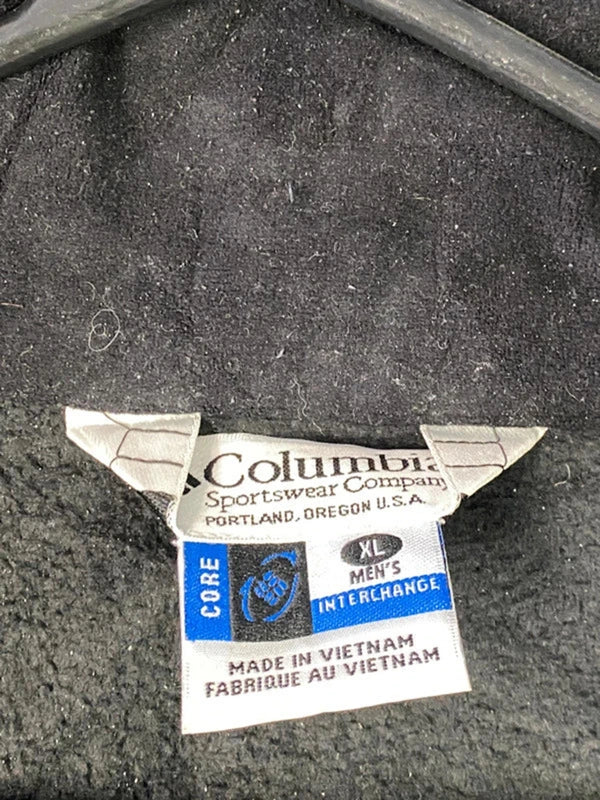 Columbia
Sportswear Company
PORTLAND, OREGON U.S.A.
CORE
XL
MEN'S
INTERCHANGE
MADE IN VIETNAM
FABRIQUE AU VIETNAM